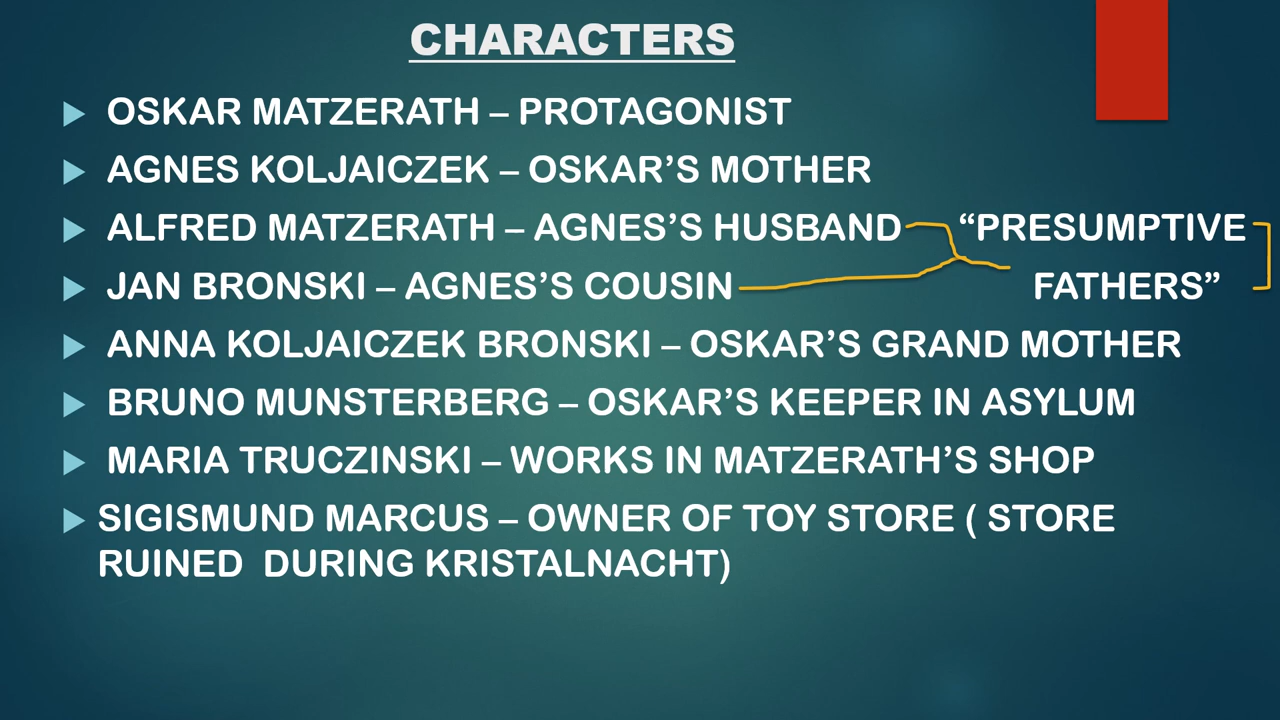 CHARACTERS
OSKAR MATZERATH – PROTAGONIST
AGNES KOLJAICZEK – OSKAR’S MOTHER
ALFRED MATZERATH – AGNES’S HUSBAND “PRESUMPTIVE
JAN BRONSKI – AGNES’S COUSIN FATHERS”
ANNA KOLJAICZEK BRONSKI – OSKAR’S GRAND MOTHER
BRUNO MUNSTERBERG – OSKAR’S KEEPER IN ASYLUM
MARIA TRUCZINSKI – WORKS IN MATZERATH’S SHOP
SIGISMUND MARCUS – OWNER OF TOY STORE ( STORE
RUINED DURING KRISTALNACHT)